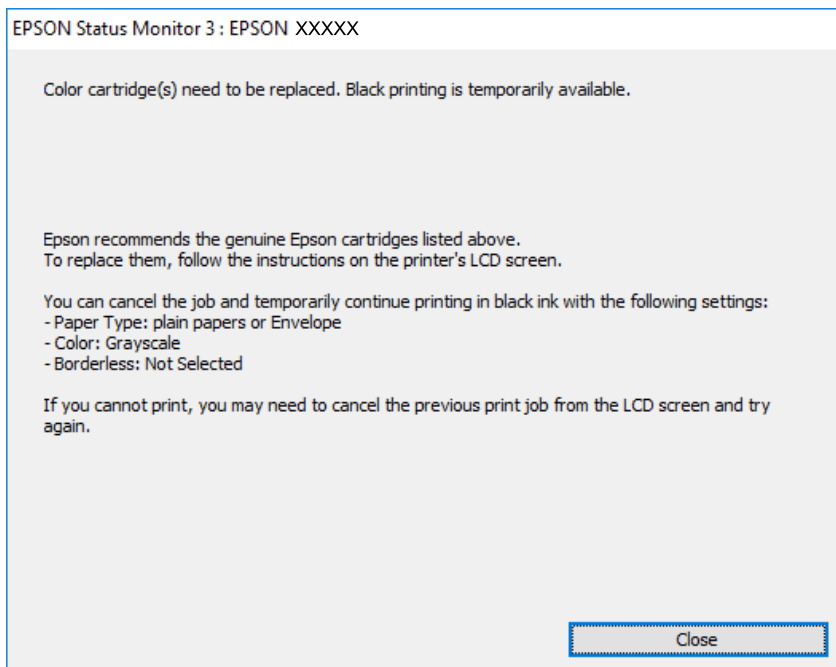 EPSON Status Monitor 3 : EPSON XXXXX
Color cartridge(s) need to be replaced. Black printing is temporarily available.
Epson recommends the genuine Epson cartridges listed above.
To replace them, follow the instructions on the printer's LCD screen.
You can cancel the job and temporarily continue printing in black ink with the following settings:
- Paper Type: plain papers or Envelope
- Color: Grayscale
- Borderless: Not Selected
If you cannot print, you may need to cancel the previous print job from the LCD screen and try
again.
Close